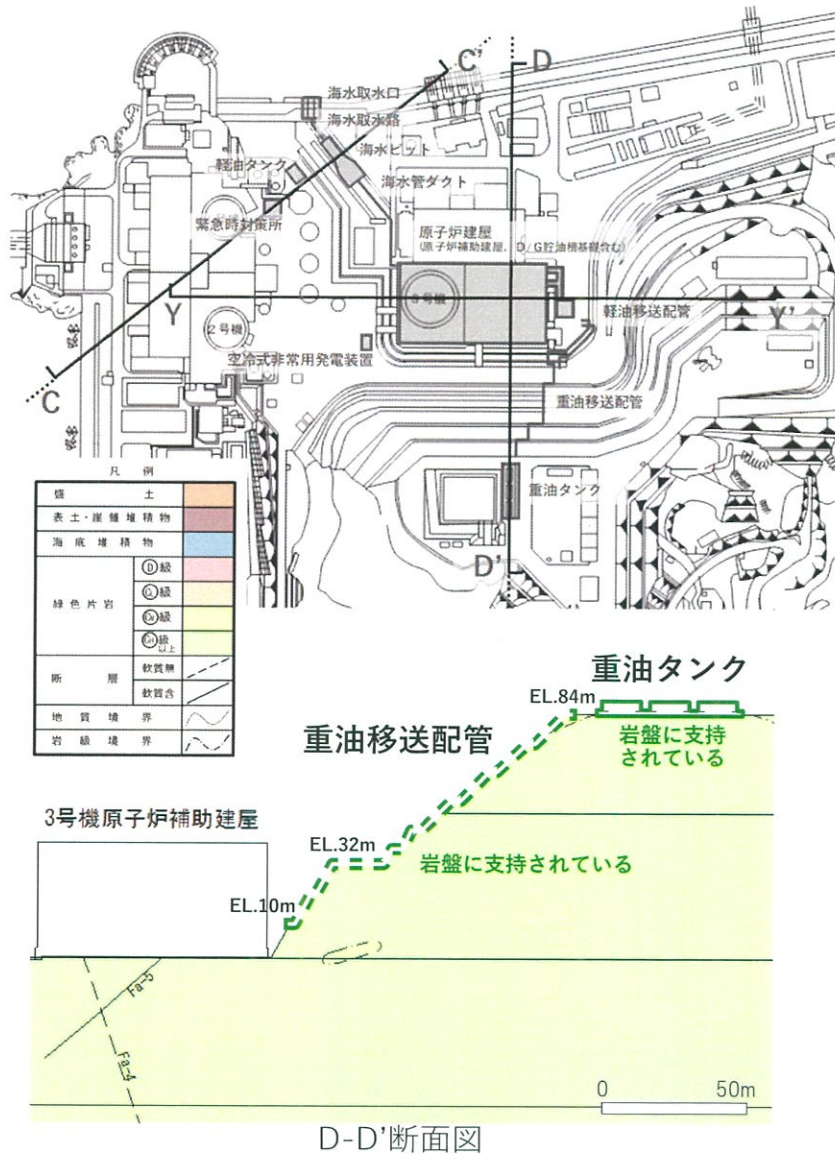 C'
D
海水取水口
海水取水路
海水ピット
軽油タンク
海水管ダクト
緊急時対策所
原子炉建屋
(原子炉補助建屋, D/G貯油槽基礎含む)
3号機
Y
Y'
軽油移送配管
2号機
空冷式非常用発電装置
C
重油移送配管
重油タンク
D'
凡 例
盛 土
表土・崖錐堆積物
海底堆積物
緑色片岩
D級
CL級
CM級
CH級以上
断 層
軟質無
軟質含
地質境界
岩級境界
重油タンク
EL.84m
重油移送配管
岩盤に支持
されている
3号機原子炉補助建屋
EL.32m
岩盤に支持されている
EL.10m
Fa-5
Fa-4
0 50m
D-D'断面図